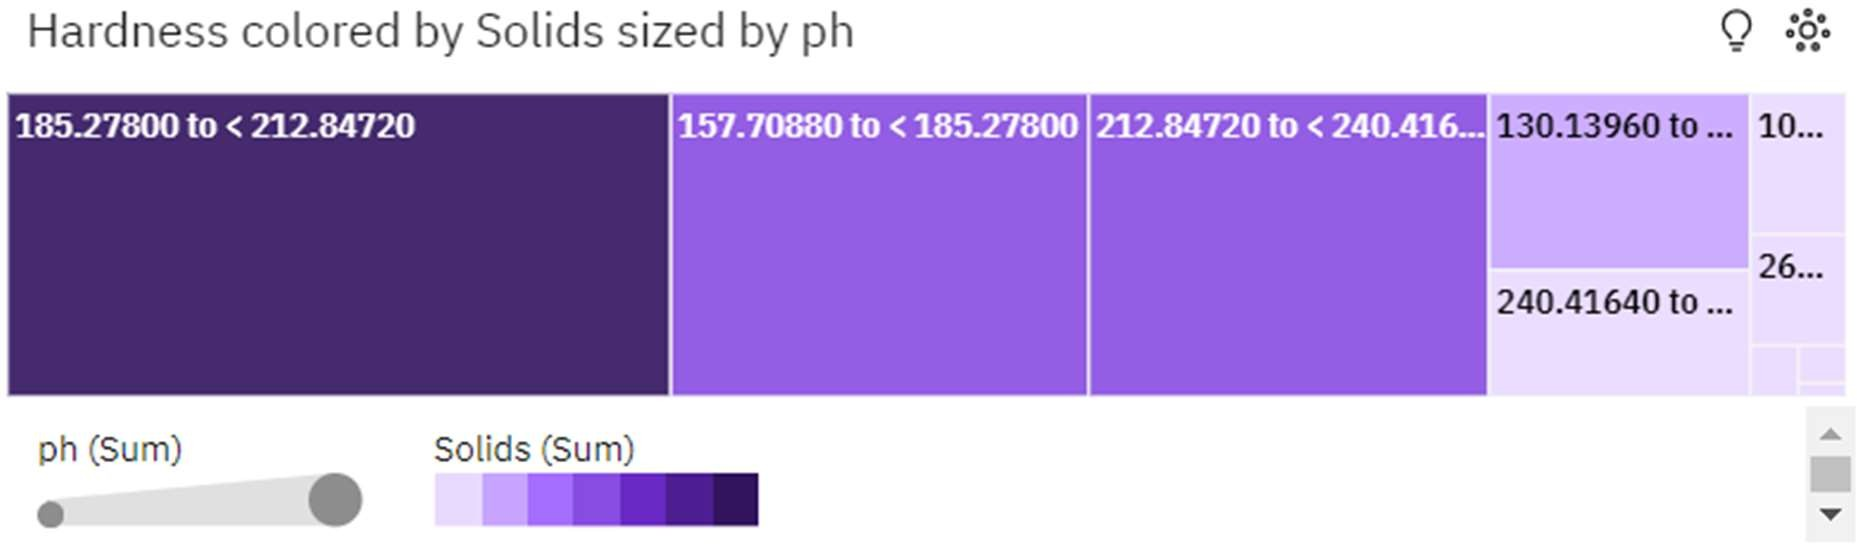 Hardness colored by Solids sized by ph
185.27800 to < 212.84720
157.70880 to < 185.27800
212.84720 to < 240.416...
130.13960 to ...
10...
26...
240.41640 to ...
ph (Sum)
Solids (Sum)